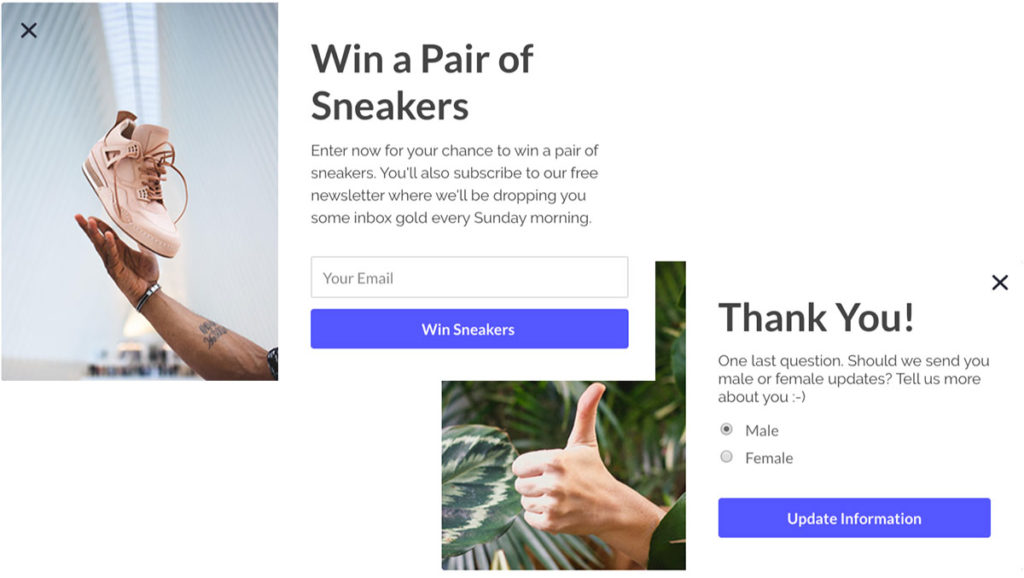 Win a Pair of
Sneakers
Enter now for your chance to win a pair of
sneakers. You'll also subscribe to our free
newsletter where we'll be dropping you
some inbox gold every Sunday morning.
Your Email
Win Sneakers
Thank You!
One last question. Should we send you
male or female updates? Tell us more
about you :-)
Male
Female
Update Information